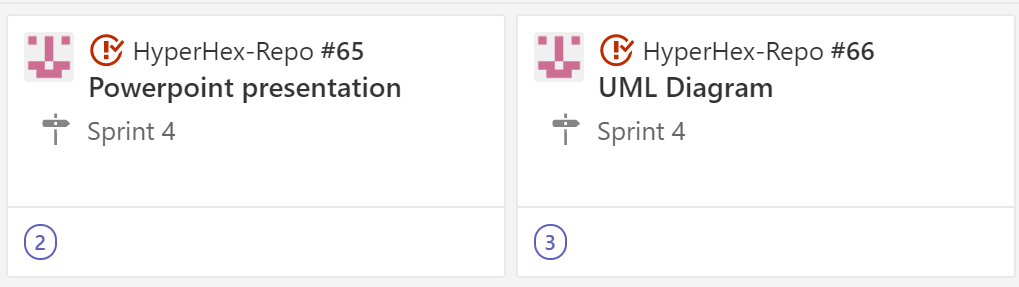 HyperHex-Repo #65
Powerpoint presentation
Sprint 4
2
HyperHex-Repo #66
UML Diagram
Sprint 4
3